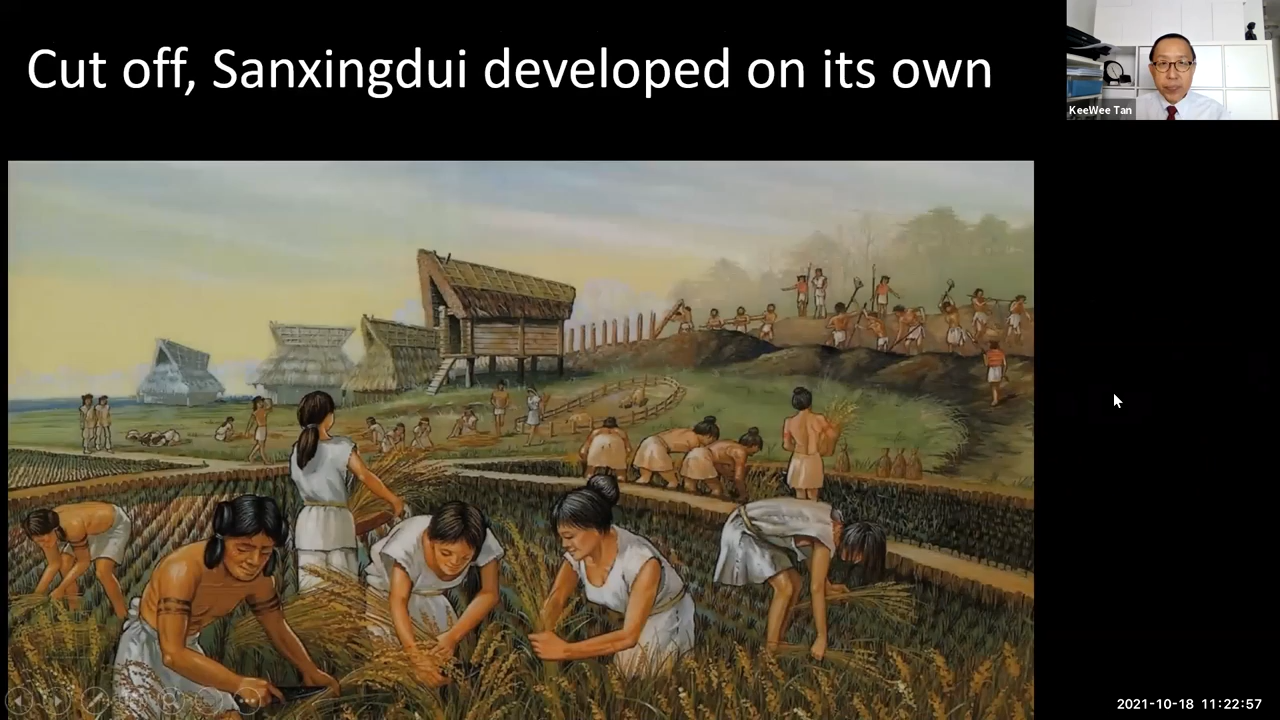 Cut off, Sanxingdui developed on its own
KeeWee Tan
2021-10-18 11:22:57